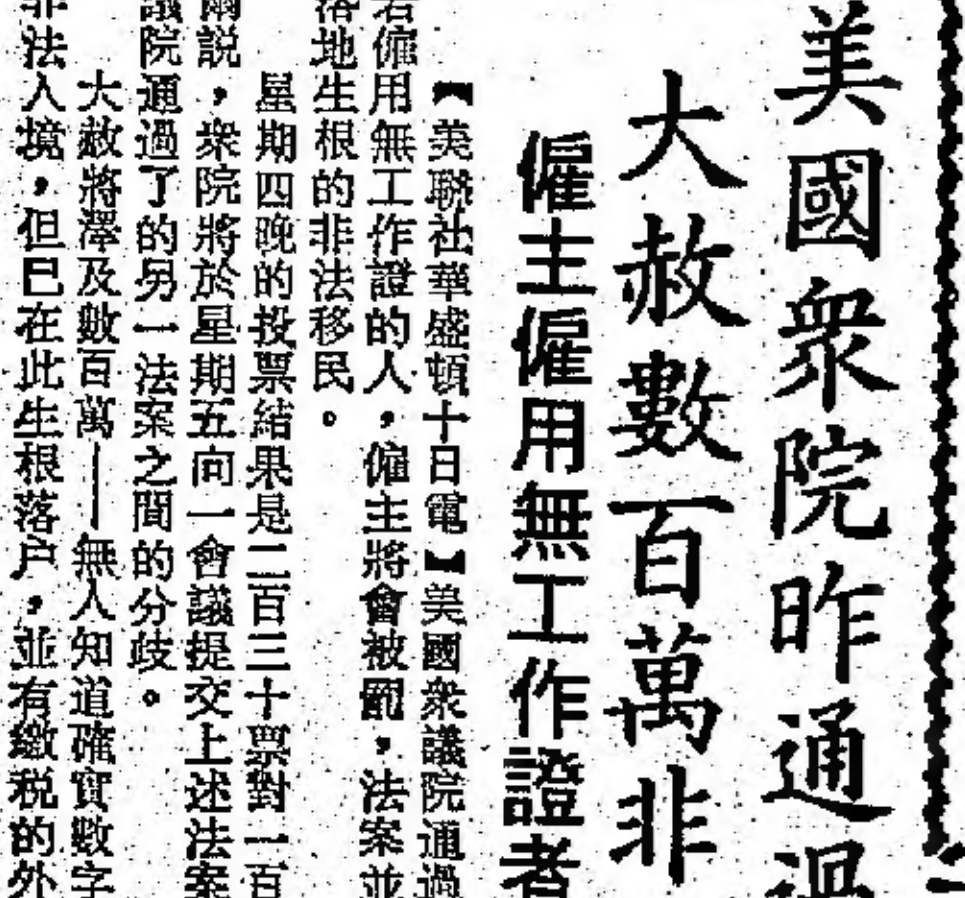 美國衆院昨通過
大赦數百萬非
僱主僱用無工作證者
【美聯社華盛頓十日電】美國衆議院通過
若僱用無工作證的人，僱主將會被罰，法案並
落地生根的非法移民。
星期四晚的投票結果是二百三十票對一百
爾說，衆院將於星期五向一會議提交上述法案
議院通過了的另一法案之間的分歧。
大赦將澤及數百萬——無人知道確實數字
非法入境，但已在此生根落户，並有繳税的外